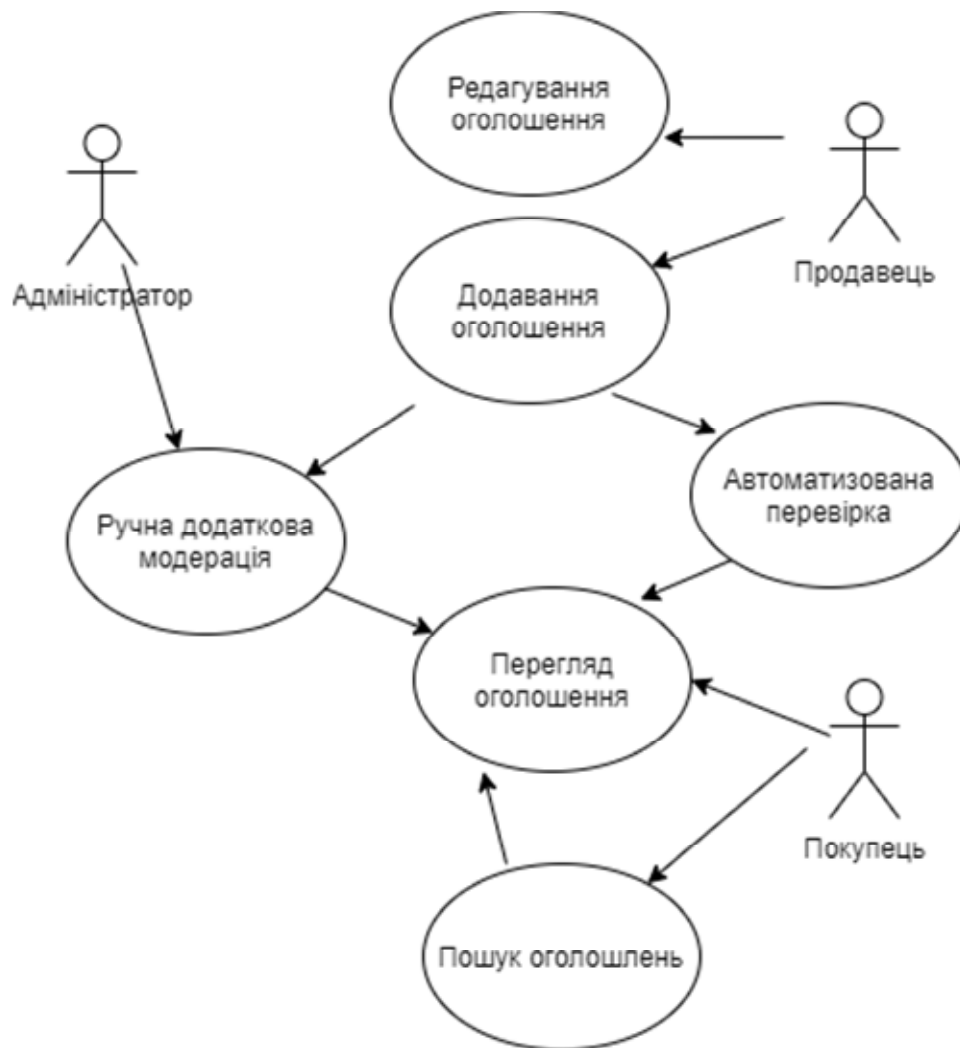 Редагування
оголошення
Адміністратор
Продавець
Додавання
оголошення
Автоматизована
перевірка
Ручна додаткова
модерація
Перегляд
оголошення
Покупець
Пошук оголошлень